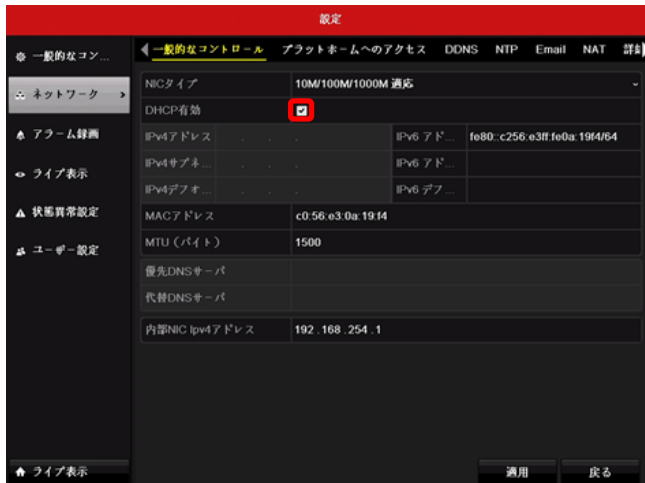 設定
一般的なコン...
ネットワーク
アラーム録画
ライブ表示
状態異常設定
ユーザー設定
ライブ表示
一般的なコントロール プラットホームへのアクセス DDNS NTP Email NAT 詳細
NICタイプ 10M/100M/1000M 適応
DHCP有効
IPv4アドレス . . . IPv6 アド... fe80::c256:e3ff:fe0a:19f4/64
IPv4サブネ... . . . IPv6 アド...
IPv4デフォ... . . . IPv6 デフ...
MACアドレス c0:56:e3:0a:19:f4
MTU（バイト） 1500
優先DNSサーバ
代替DNSサーバ
内部NIC Ipv4アドレス 192 . 168 . 254 . 1
適用 戻る